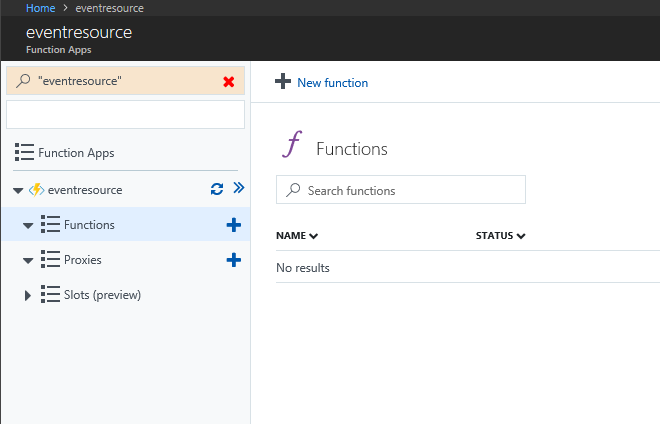 Home > eventresource
eventresource
Function Apps
"eventresource"
Function Apps
eventresource
Functions
Proxies
Slots (preview)
New function
Functions
Search functions
NAME STATUS
No results